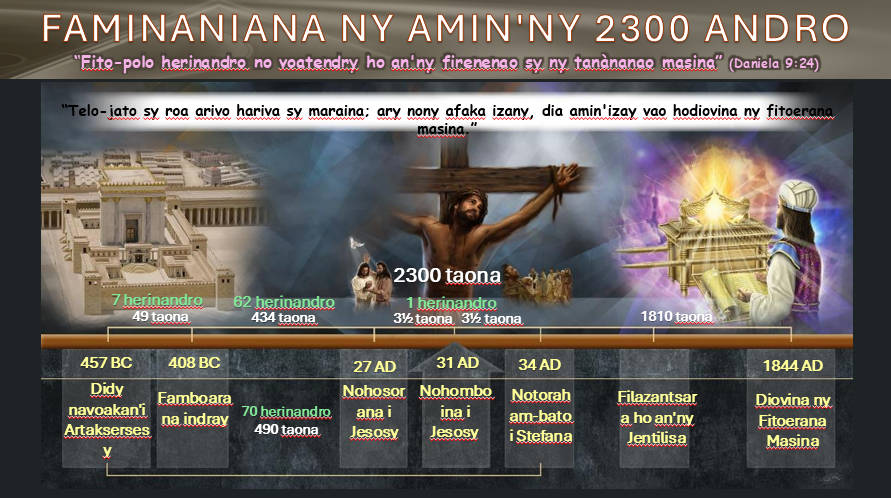 FAMINANIANA NY AMIN'NY 2300 ANDRO
“Fito-polo herinandro no voatendry ho an'ny firenenao sy ny tanànanao masina” (Daniela 9:24)
“Telo-jato sy roa arivo hariva sy maraina; ary nony afaka izany, dia amin'izay vao hodiovina ny fitoerana
masina.”
2300 taona
7 herinandro
49 taona
62 herinandro
434 taona
1 herinandro
3½ taona 3½ taona
1810 taona
457 BC
Didy
navoakan'i
Artakserses
y
408 BC
Famboara
na indray
70 herinandro
490 taona
27 AD
Nohosor
ana i
Jesosy
31 AD
Nohombo
ina i
Jesosy
34 AD
Notorah
am-bato
i Stefana
Filazantsar
a ho an'ny
Jentilisa
1844 AD
Diovina ny
Fitoerana
Masina